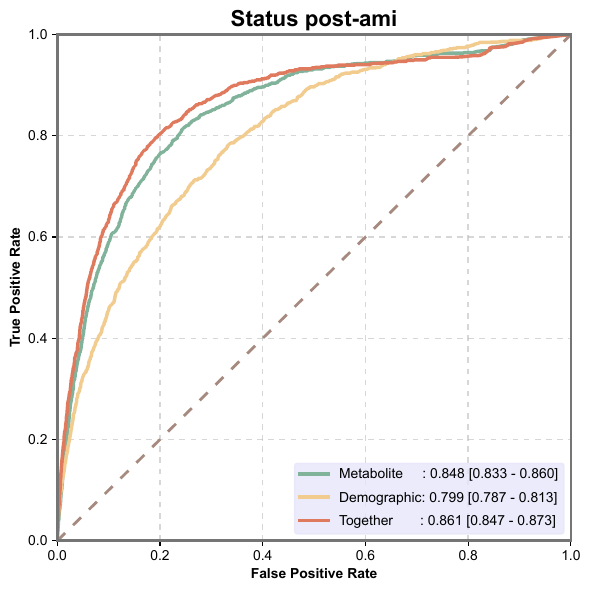 Status post-ami
1.0
0.8
0.6
0.4
0.2
0.0
True Positive Rate
Metabolite : 0.848 [0.833 - 0.860]
Demographic: 0.799 [0.787 - 0.813]
Together : 0.861 [0.847 - 0.873]
0.0 0.2 0.4 0.6 0.8 1.0
False Positive Rate